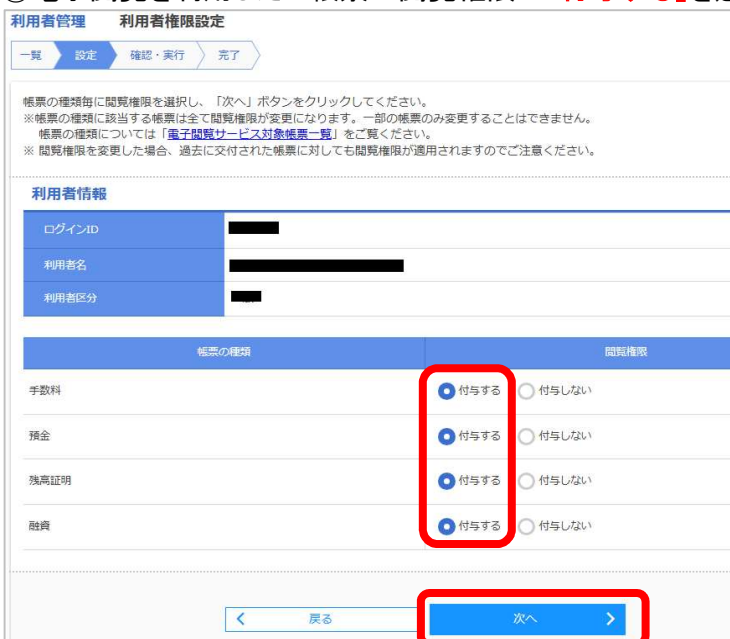 利用者管理 利用者権限設定
一覧 設定 確認・実行 完了
帳票の種類毎に閲覧権限を選択し、「次へ」ボタンをクリックしてください。
※帳票の種類に該当する帳票は全て閲覧権限が変更になります。一部の帳票のみ変更することはできません。
帳票の種類については「電子閲覧サービス対象帳票一覧」をご覧ください。
※ 閲覧権限を変更した場合、過去に交付された帳票に対しても閲覧権限が適用されますのでご注意ください。
利用者情報
ログインID
利用者名
利用者区分
帳票の種類 閲覧権限
手数料 付与する 付与しない
預金 付与する 付与しない
残高証明 付与する 付与しない
融資 付与する 付与しない
戻る 次へ